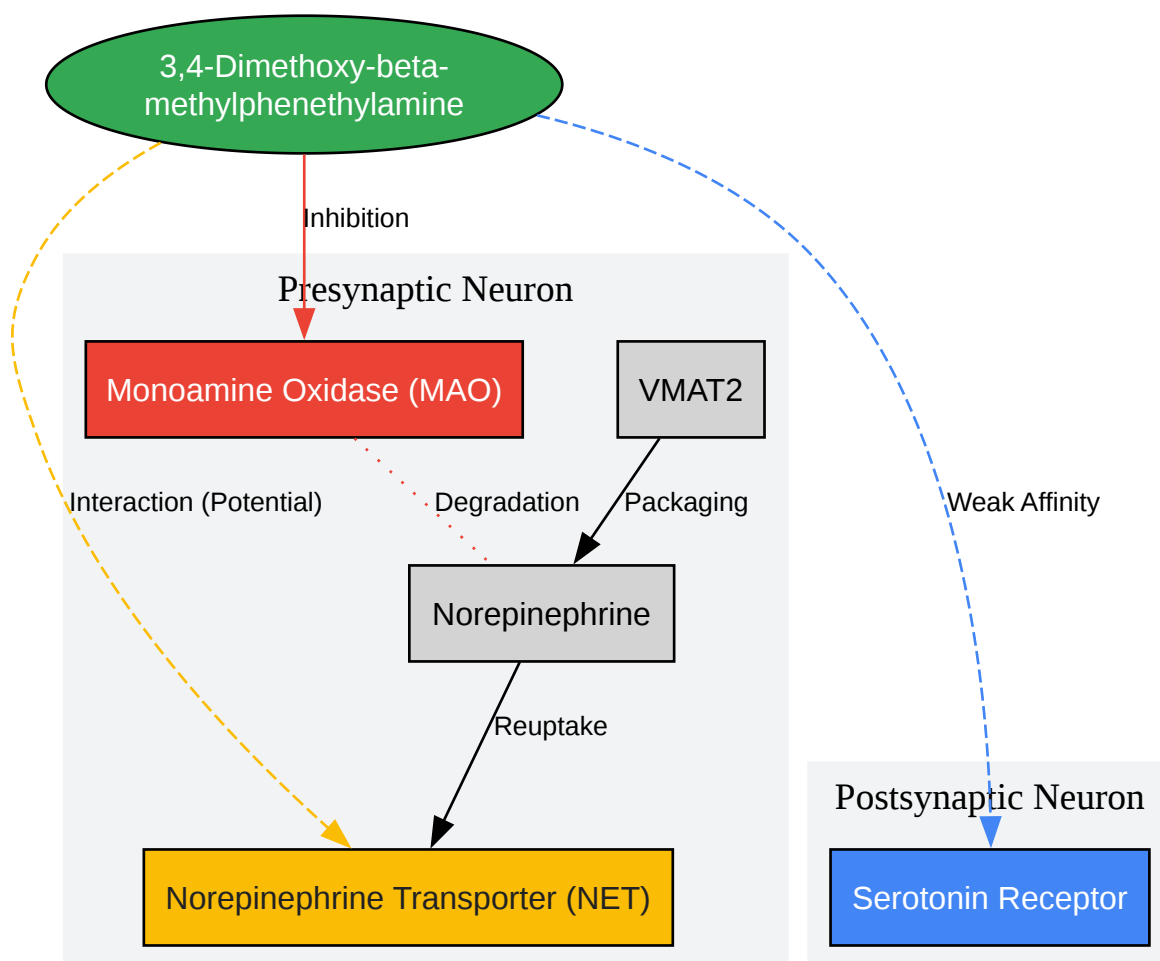 3,4-Dimethoxy-beta-
methylphenethylamine
Inhibition
Presynaptic Neuron
Monoamine Oxidase (MAO)
VMAT2
Interaction (Potential)
Degradation
Packaging
Weak Affinity
Norepinephrine
Reuptake
Postsynaptic Neuron
Norepinephrine Transporter (NET)
Serotonin Receptor